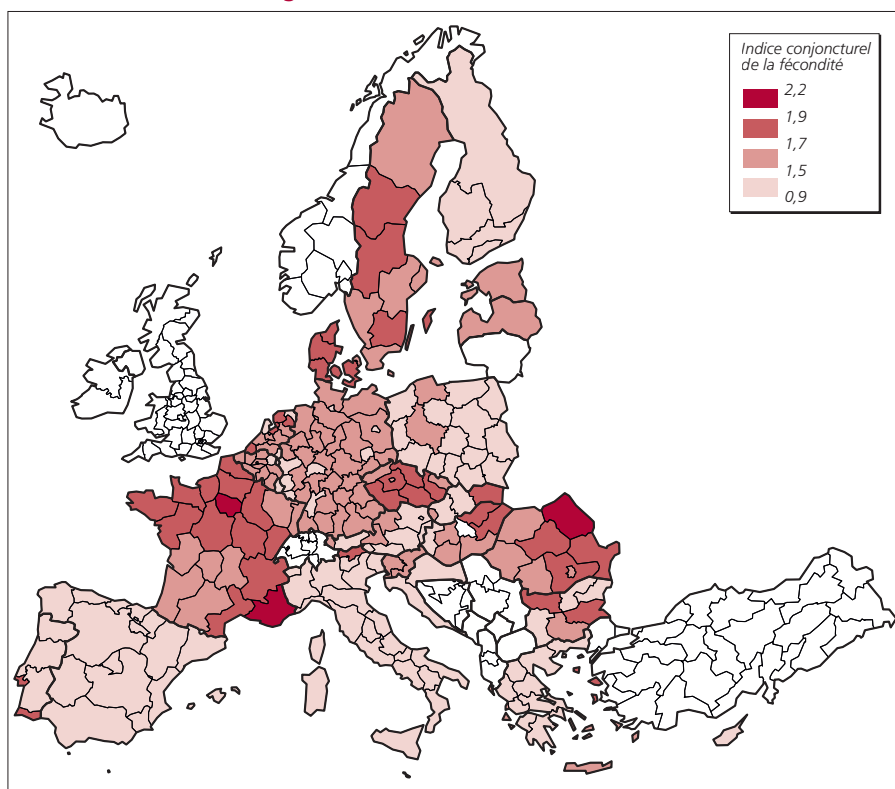 Indice conjoncturel
de la fécondité
2,2
1,9
1,7
1,5
0,9